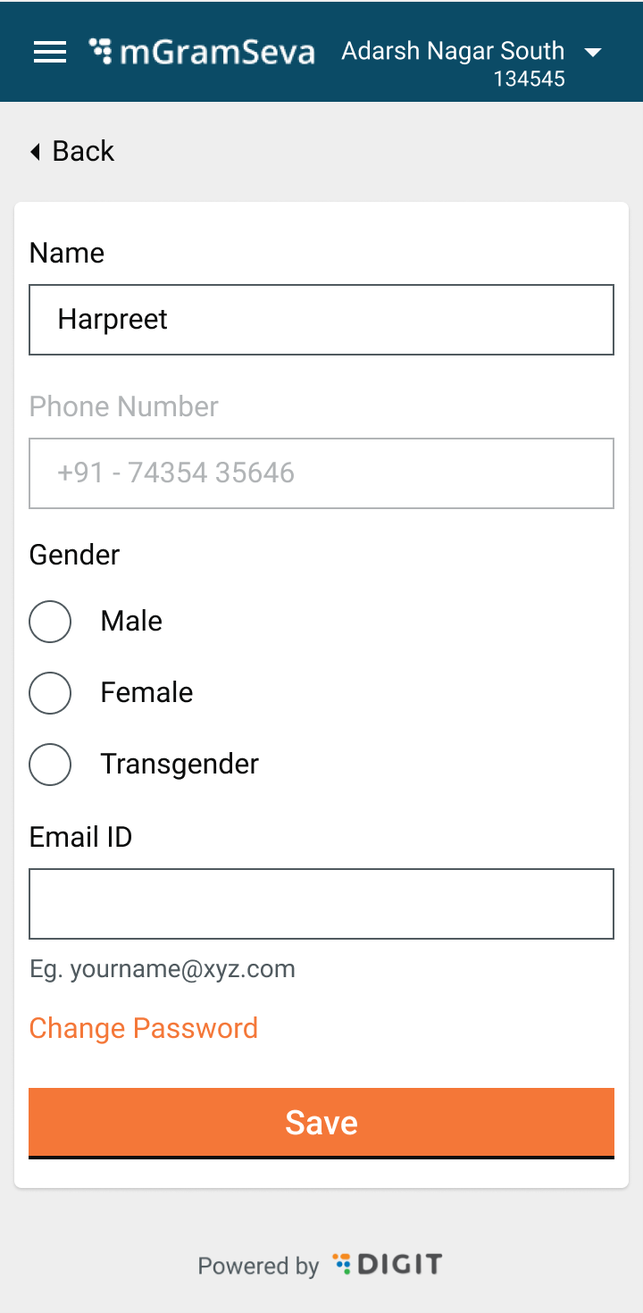 mGramSeva Adarsh Nagar South
134545
Back
Name
Harpreet
Phone Number
+91 - 74354 35646
Gender
Male
Female
Transgender
Email ID
Eg. yourname@xyz.com
Change Password
Save
Powered by DIGIT